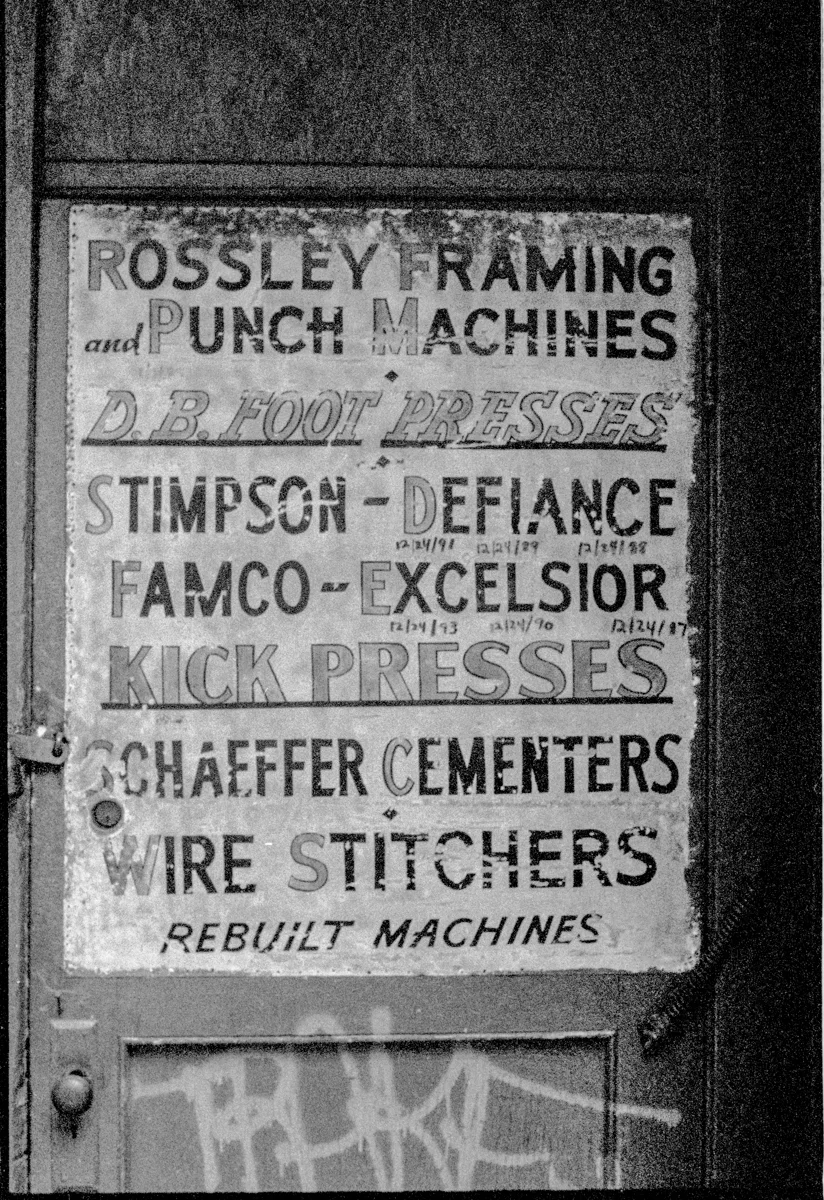 ROSSLEY FRAMING
and PUNCH MACHINES
D.B. FOOT PRESSES
STIMPSON - DEFIANCE
12/24/91 12/24/89 12/24/88
FAMCO - EXCELSIOR
12/24/93 12/24/90 12/24/87
KICK PRESSES
SCHAEFFER CEMENTERS
WIRE STITCHERS
REBUILT MACHINES